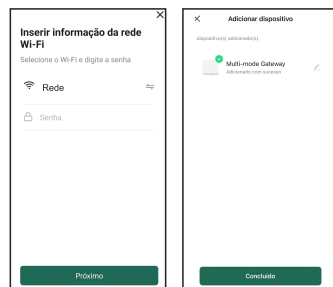 Inserir informação da rede
Wi-Fi
Selecione o Wi-Fi e digite a senha
Rede
Senha
Próximo
Adicionar dispositivo
dispositivo(s) adicionado(s)
Multi-mode Gateway
Adicionado com sucesso
Concluído